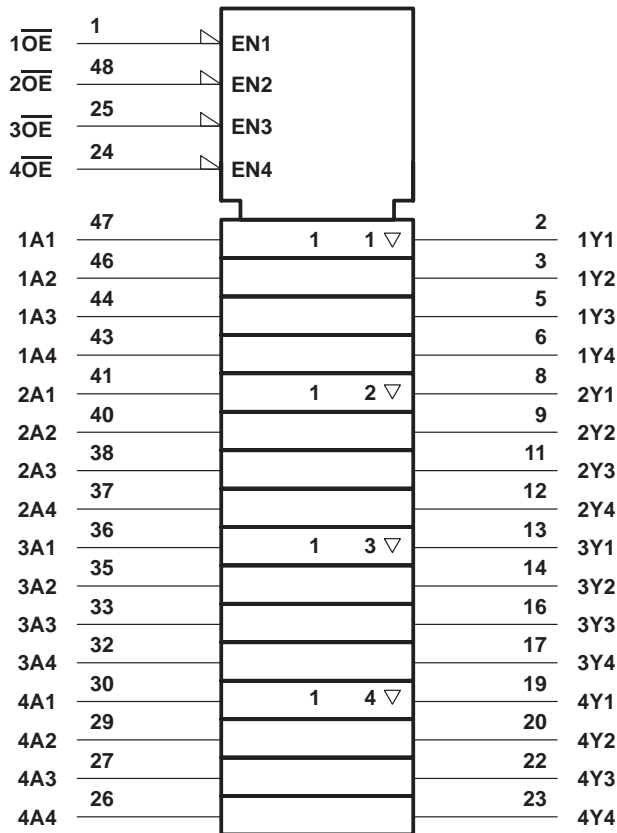 1O̅E̅ 1 EN1
2O̅E̅ 48 EN2
3O̅E̅ 25 EN3
4O̅E̅ 24 EN4
1A1 47 1 1 ▽ 2 1Y1
1A2 46 3 1Y2
1A3 44 5 1Y3
1A4 43 6 1Y4
2A1 41 1 2 ▽ 8 2Y1
2A2 40 9 2Y2
2A3 38 11 2Y3
2A4 37 12 2Y4
3A1 36 1 3 ▽ 13 3Y1
3A2 35 14 3Y2
3A3 33 16 3Y3
3A4 32 17 3Y4
4A1 30 1 4 ▽ 19 4Y1
4A2 29 20 4Y2
4A3 27 22 4Y3
4A4 26 23 4Y4